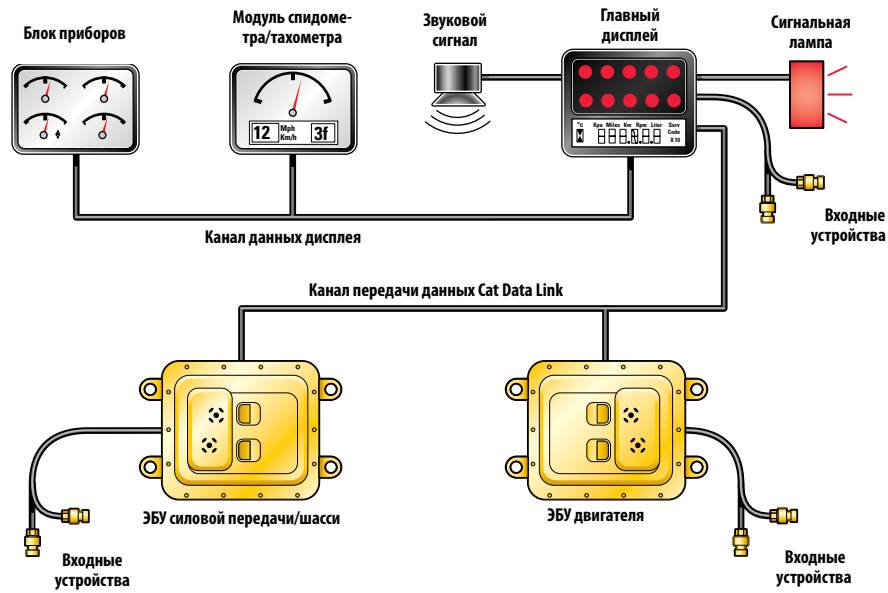 Блок приборов
Модуль спидоме-
тра/тахометра
Звуковой
сигнал
Главный
дисплей
Сигнальная
лампа
12
Mph
Km/h
3f
°C Kpa Miles Km Rpm Liter Serv
Code
X10
Входные
устройства
Канал данных дисплея
Канал передачи данных Cat Data Link
ЭБУ силовой передачи/шасси
ЭБУ двигателя
Входные
устройства
Входные
устройства